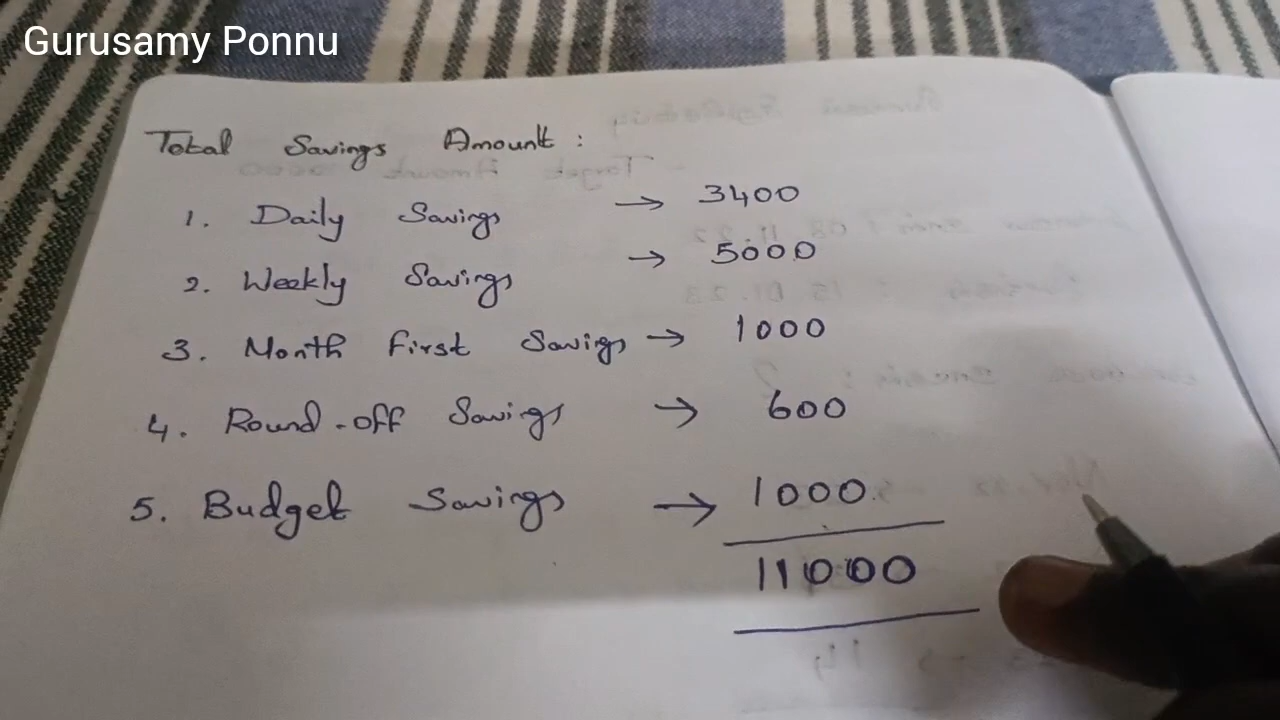 Gurusamy Ponnu
Total Savings Amount :
1. Daily Savings → 3400
2. Weekly Savings → 5000
3. Month First Savigs → 1000
4. Round-off Savings → 600
5. Budget Savings → 1000
11000